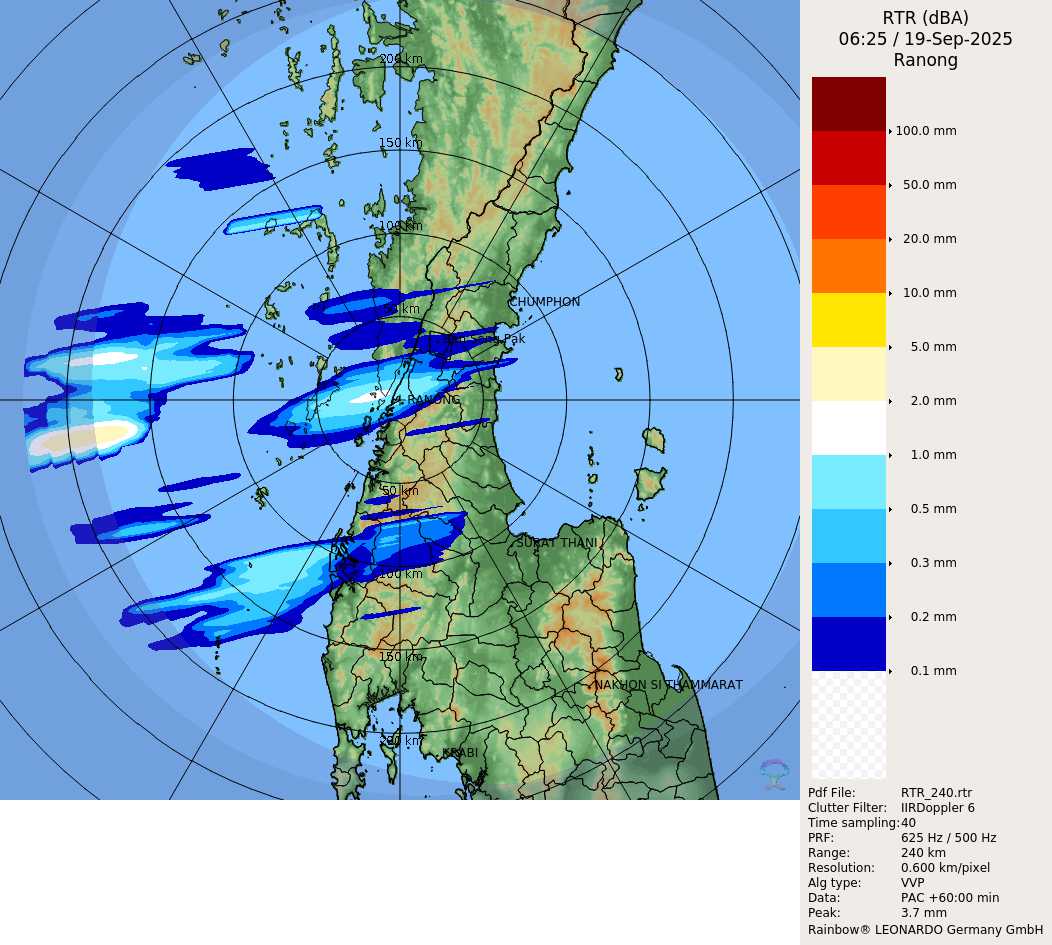 RTR (dBA)
06:25 / 19-Sep-2025
Ranong
200 km
150 km
100 km
CHUMPHON
50 km
Pak
RANONG
50 km
SURAT THANI
100 km
150 km
NAKHON SI THAMMARAT
200 km
KRABI
100.0 mm
50.0 mm
20.0 mm
10.0 mm
5.0 mm
2.0 mm
1.0 mm
0.5 mm
0.3 mm
0.2 mm
0.1 mm
Pdf File: RTR_240.rtr
Clutter Filter: IIRDoppler 6
Time sampling: 40
PRF: 625 Hz / 500 Hz
Range: 240 km
Resolution: 0.600 km/pixel
Alg type: VVP
Data: PAC +60:00 min
Peak: 3.7 mm
Rainbow® LEONARDO Germany GmbH